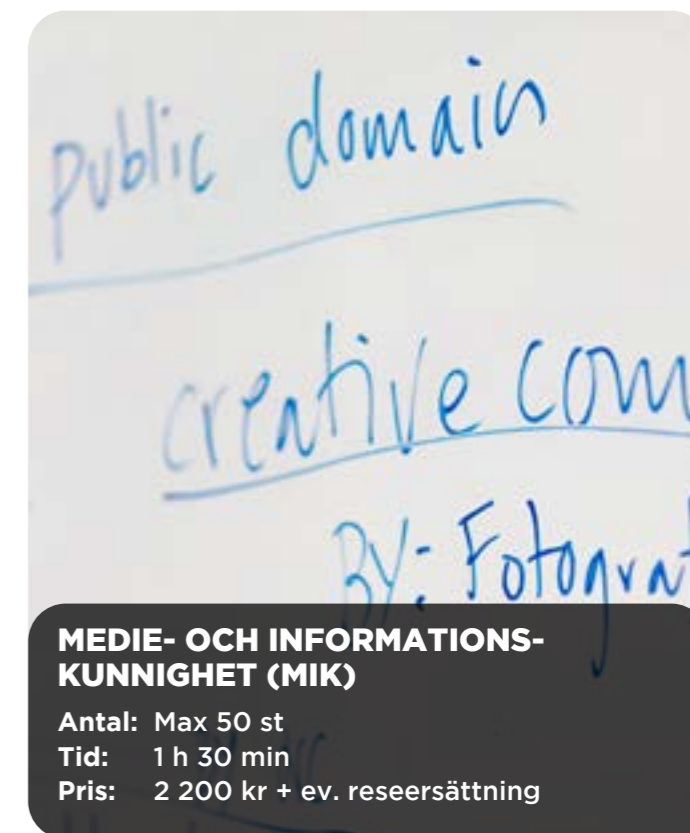 public domain
creative com
BY: Fotograf
MEDIE- OCH INFORMATIONS-
KUNNIGHET (MIK)
Antal: Max 50 st
Tid: 1 h 30 min
Pris: 2 200 kr + ev. reseersättning